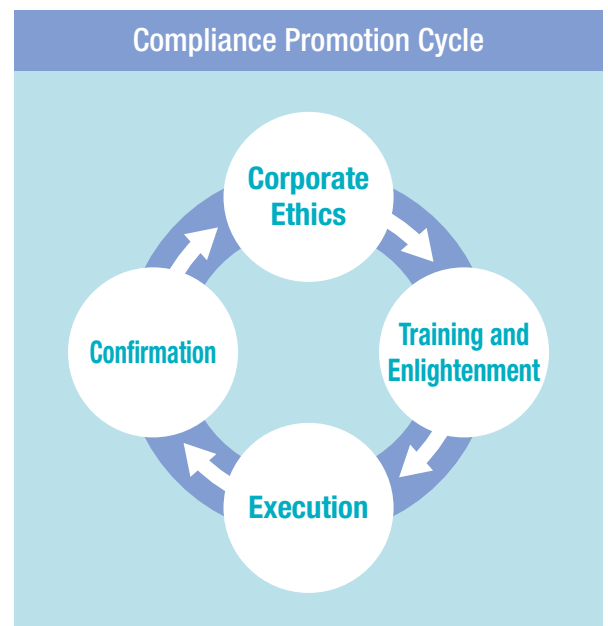 Compliance Promotion Cycle
Corporate
Ethics
Training and
Enlightenment
Execution
Confirmation